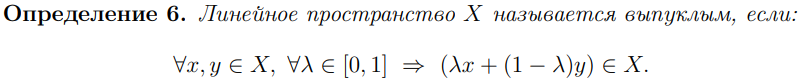 Определение 6. Линейное пространство X называется выпуклым, если:
∀x, y ∈ X, ∀λ ∈ [0, 1] ⇒ (λx + (1 − λ)y) ∈ X.